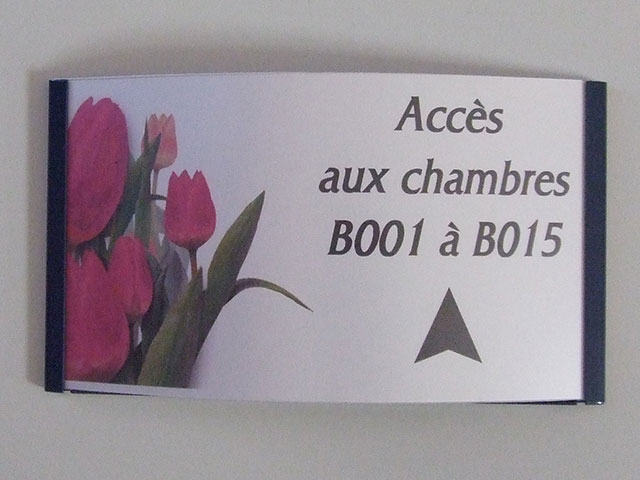 Accès
aux chambres
B001 à B015